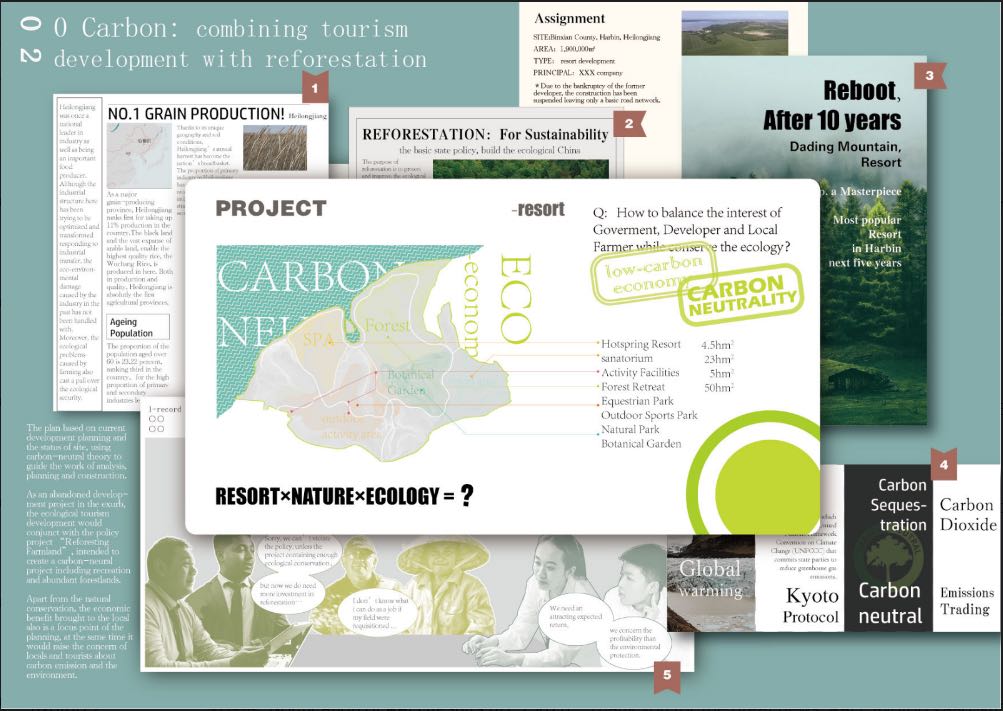 0 2
0 Carbon: combining tourism
development with reforestation
1
Heilongjiang
was once a
national
leader in
industry as
well as being
an important
food
producer.
Although the
industrial
structure here
has been
trying to be
optimized and
transformed
responding to
industrial
transfer, the
eco-environ-
mental
damage
caused by the
industry in the
past has not
been handled
with.
Moreover, the
ecological
problems
caused by
farming also
cast a pall over
the ecological
security.
NO.1 GRAIN PRODUCTION! Heilongjiang
Thanks to its unique
geography and soil
conditions,
Heilongjiang's annual
harvest has become the
nation's breadbasket.
The proportion of primary
As a major
grain-producing
province, Heilongjiang
ranks first for taking up
11% production in the
country. The black land
and the vast expanse of
arable land, enable the
highest quality rice, the
Wuchang Rice, is
produced in here. Both
in production and
quality, Heilongjiang is
absolutely the first
agricultural provinces.
Ageing
Population
The proportion of the
population aged over
60 is 23.22 percent,
ranking third in the
country, for the high
proportion of primary
and secondary
industries le
2
REFORESTATION: For Sustainability
the basic state policy, build the ecological China
The purpose of
reforestation is to prevent
and improve the ecological
Assignment
SITE:Binxian County, Harbin, Heilongjiang
AREA: 1,900,000㎡
TYPE: resort development
PRINCIPAL: XXX company
* Due to the bankruptcy of the former
developer, the construction has been
suspended leaving only a basic road network.
3
Reboot,
After 10 years
Dading Mountain,
Resort
p, a Masterpiece
Most popular
Resort
in Harbin
next five years
PROJECT
-resort
Q: How to balance the interest of
Goverment, Developer and Local
Farmer while conserve the ecology?
low-carbon
economy
CARBON
NEUTRALITY
CARBON
NEU
ECO
economy
SPA
Forest
Botanical
Garden
outdoor
activity area
Hotspring Resort 4.5hm²
sanatorium 23hm²
Activity Facilities 5hm²
Forest Retreat 50hm²
Equestrian Park
Outdoor Sports Park
Natural Park
Botanical Garden
RESORT×NATURE×ECOLOGY = ?
1-record
The plan based on current
development planning and
the status of site, using
carbon-neutral theory to
guide the work of analysis,
planning and construction.
As an abandoned develop-
ment project in the exurb,
the ecological tourism
development would
conjunct with the policy
project "Reforesting
Farmland", intended to
create a carbon-neural
project including recreation
and abundant forestlands.
Apart from the natural
conservation, the economic
benefit brought to the local
also is a focus point of the
planning, at the same time it
would raise the concern of
locals and tourists about
carbon emission and the
environment.
Sorry, we can't violate
the policy, unless the
project containing enough
ecological conservation.
but now we do need
more investment in
reforestation
I don't know what
i can do as a job if
my field were
requisitioned...
We need an
attracting expected
return.
we concern the
profitability than
the environmental
protection.
5
Global
warming
which
Convention on Climate
Change (UNFCCC) that
commits state parties to
reduce greenhouse gas
emissions.
Kyoto
Protocol
Carbon
Seques-
tration
Carbon
neutral
4
Carbon
Dioxide
Emissions
Trading